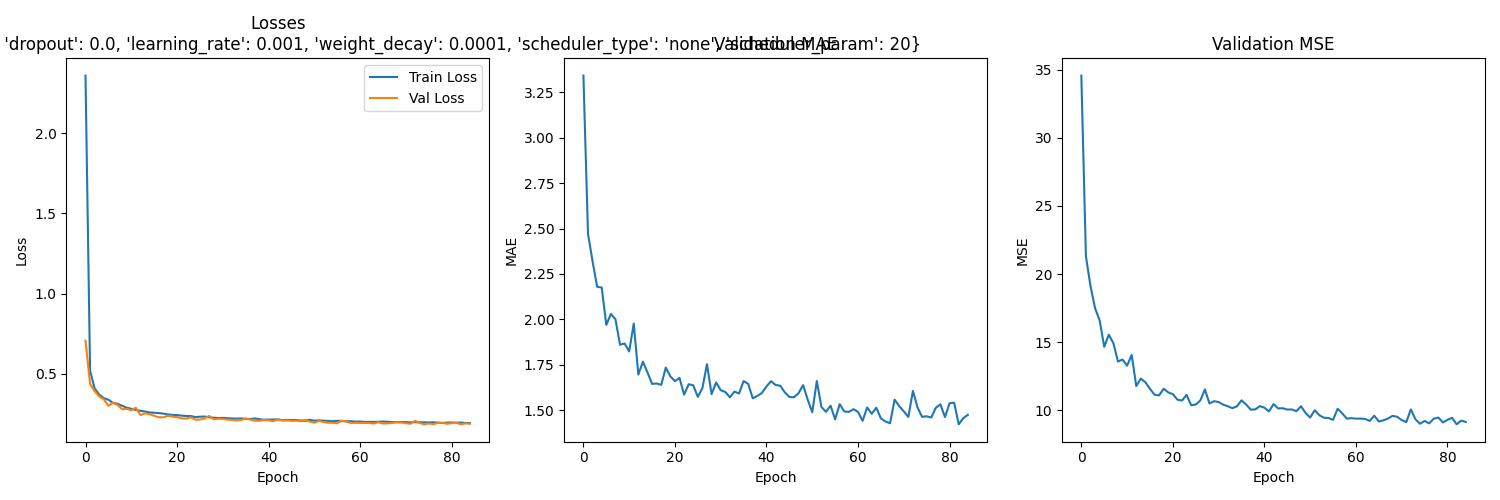 Losses
'dropout': 0.0, 'learning_rate': 0.001, 'weight_decay': 0.0001, 'scheduler_type': 'none', 'scheduler_param': 20}
Train Loss
Val Loss
2.0
1.5
1.0
0.5
Loss
0 20 40 60 80
Epoch
Validation MAE
3.25
3.00
2.75
2.50
2.25
2.00
1.75
1.50
MAE
0 20 40 60 80
Epoch
Validation MSE
35
30
25
20
15
10
MSE
0 20 40 60 80
Epoch